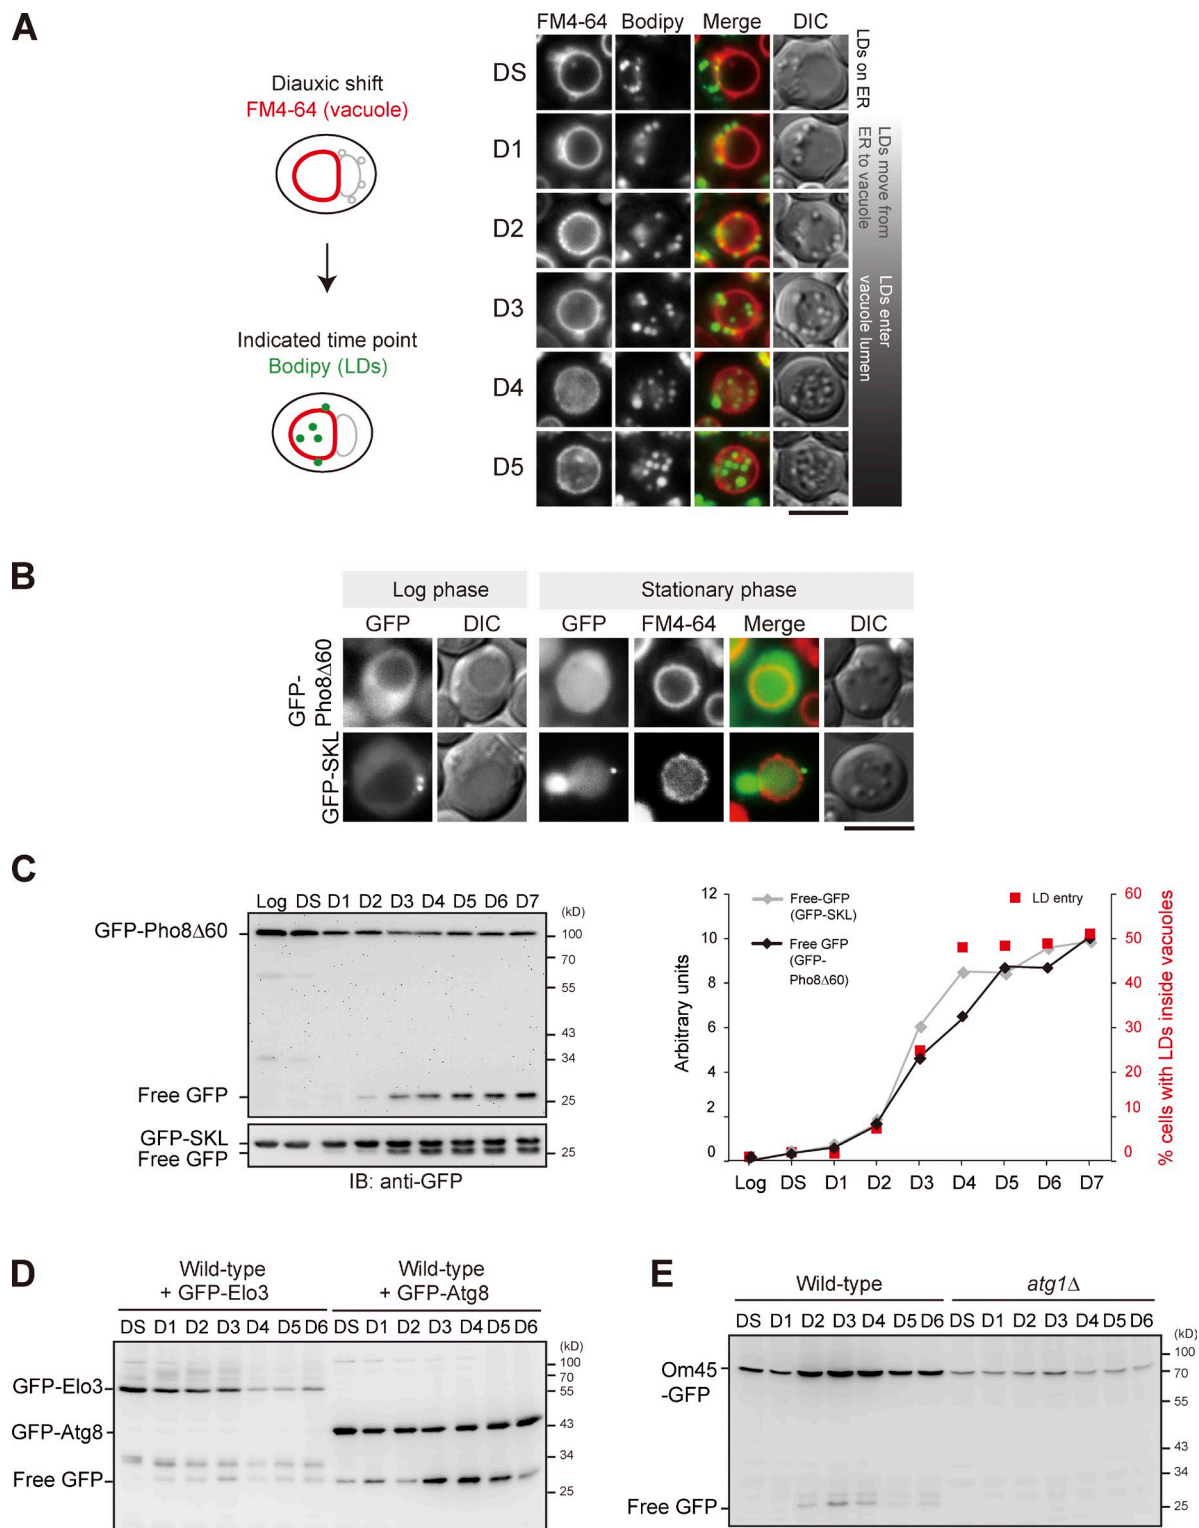 A
FM4-64 Bodipy Merge DIC
Diauxic shift
FM4-64 (vacuole)
Indicated time point
Bodipy (LDs)
DS
D1
D2
D3
D4
D5
LDs on ER
LDs move from
ER to vacuole
LDs enter
vacuole lumen
B
Log phase
Stationary phase
GFP DIC GFP FM4-64 Merge DIC
GFP-
Pho8Δ60
GFP-SKL
C
Log DS D1 D2 D3 D4 D5 D6 D7
(kD)
GFP-Pho8Δ60
100
70
55
43
34
Free GFP
25
GFP-SKL
Free GFP
25
IB: anti-GFP
12
10
8
6
4
2
0
Arbitrary units
Free-GFP
(GFP-SKL)
Free GFP
(GFP-
Pho8Δ60)
LD entry
60
50
40
30
20
10
0
% cells with LDs inside vacuoles
Log DS D1 D2 D3 D4 D5 D6 D7
D
Wild-type
+ GFP-Elo3
Wild-type
+ GFP-Atg8
DS D1 D2 D3 D4 D5 D6 DS D1 D2 D3 D4 D5 D6
(kD)
100
70
GFP-Elo3
55
GFP-Atg8
43
34
Free GFP
25
E
Wild-type
atg1Δ
DS D1 D2 D3 D4 D5 D6 DS D1 D2 D3 D4 D5 D6
(kD)
100
Om45
-GFP
70
55
43
34
Free GFP
25